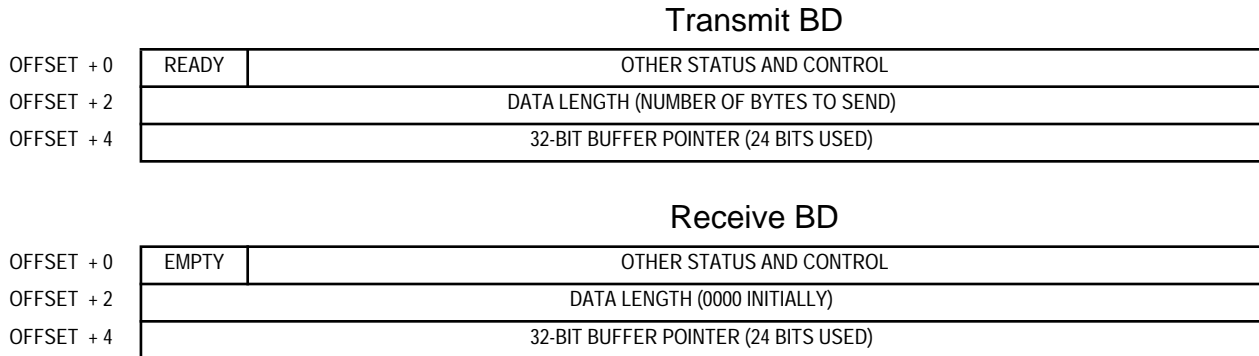 Transmit BD
OFFSET + 0 READY OTHER STATUS AND CONTROL
OFFSET + 2 DATA LENGTH (NUMBER OF BYTES TO SEND)
OFFSET + 4 32-BIT BUFFER POINTER (24 BITS USED)
Receive BD
OFFSET + 0 EMPTY OTHER STATUS AND CONTROL
OFFSET + 2 DATA LENGTH (0000 INITIALLY)
OFFSET + 4 32-BIT BUFFER POINTER (24 BITS USED)